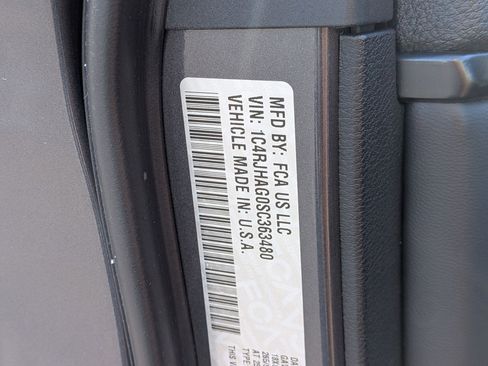 MFD BY: FCA US LLC
VIN: 1C4RJHAG0SC363480
VEHICLE MADE IN: U.S.A.